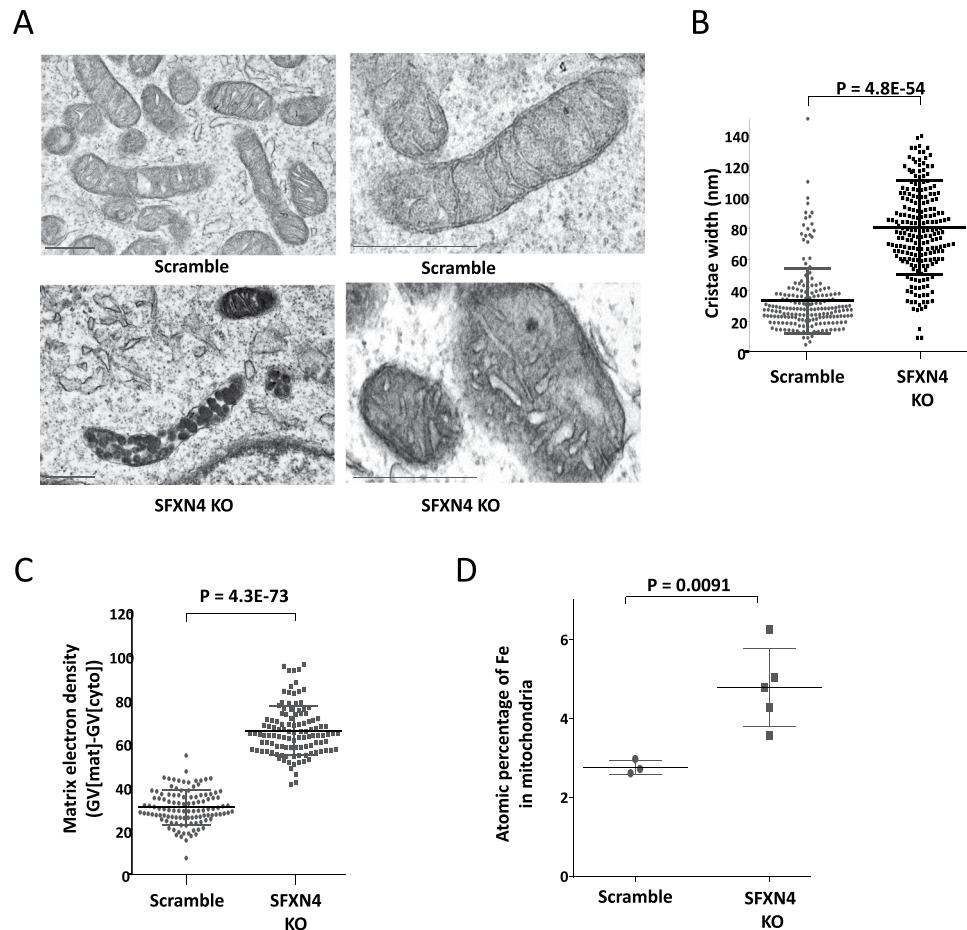 A
Scramble
Scramble
SFXN4 KO
SFXN4 KO
B
P = 4.8E-54
Cristae width (nm)
140
120
100
80
60
40
20
0
Scramble
SFXN4
KO
C
P = 4.3E-73
Matrix electron density
(GV[mat]-GV[cyto])
120
100
80
60
40
20
0
Scramble
SFXN4
KO
D
P = 0.0091
Atomic percentage of Fe
in mitochondria
6
4
2
0
Scramble
SFXN4
KO